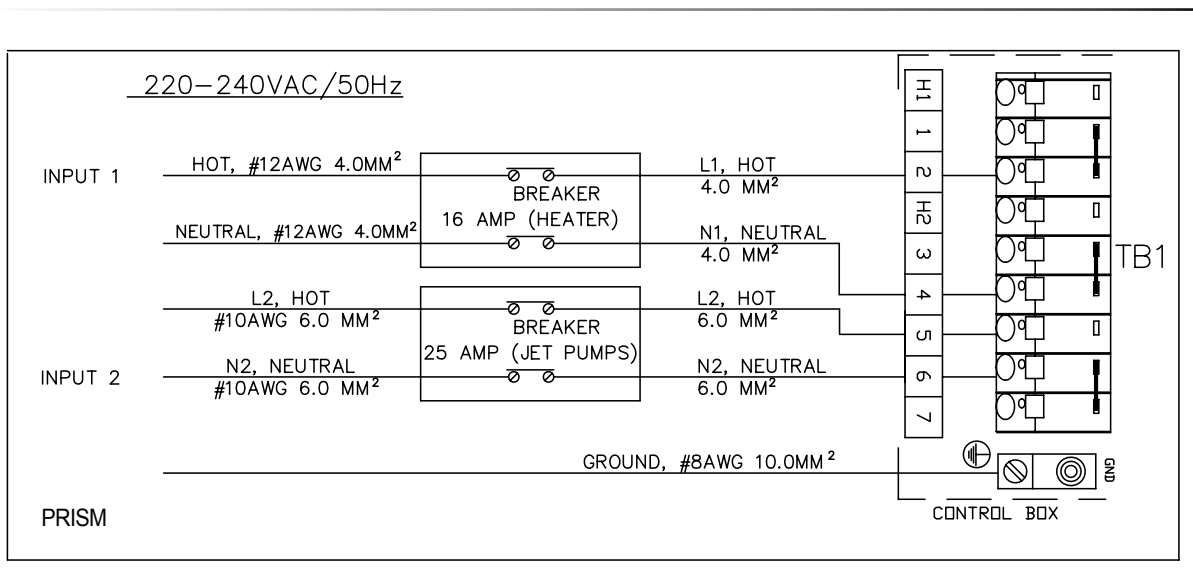 220-240VAC/50Hz
INPUT 1
HOT, #12AWG 4.0MM²
NEUTRAL, #12AWG 4.0MM²
BREAKER
16 AMP (HEATER)
L1, HOT
4.0 MM²
N1, NEUTRAL
4.0 MM²
L2, HOT
#10AWG 6.0 MM²
INPUT 2
N2, NEUTRAL
#10AWG 6.0 MM²
BREAKER
25 AMP (JET PUMPS)
L2, HOT
6.0 MM²
N2, NEUTRAL
6.0 MM²
GROUND, #8AWG 10.0MM²
H1
1
2
H2
3
4
5
6
7
TB1
GND
CONTROL BOX
PRISM